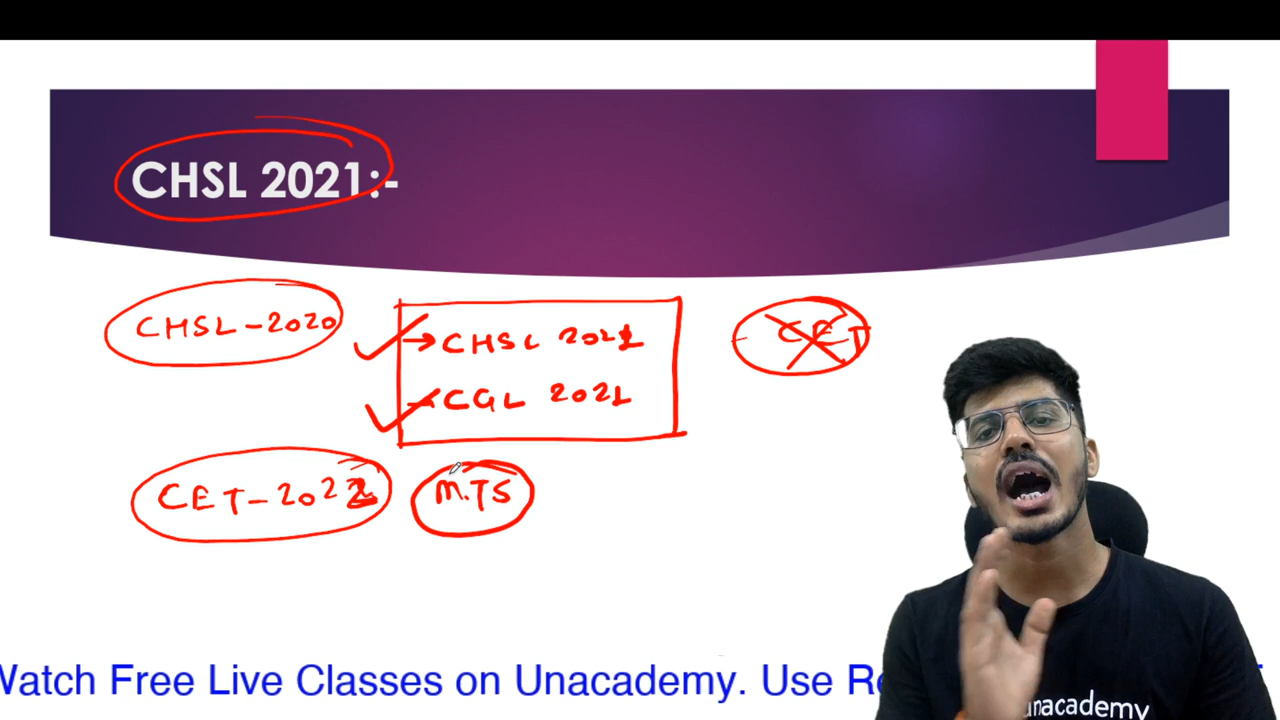 CHSL 2021:-
CHSL-2020
→ CHSL 2021
CET
→ CGL 2021
CET-2022
M.TS
Watch Free Live Classes on Unacademy. Use
unacademy